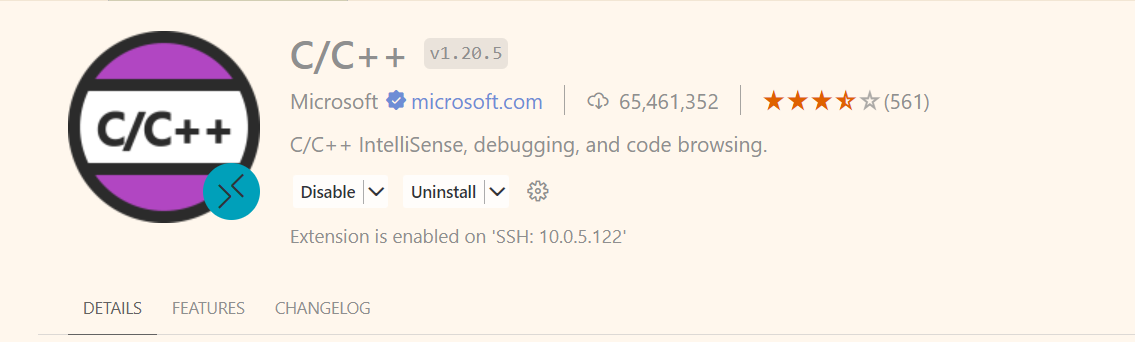 C/C++
C/C++ v1.20.5
Microsoft microsoft.com 65,461,352 (561)
C/C++ IntelliSense, debugging, and code browsing.
Disable Uninstall
Extension is enabled on 'SSH: 10.0.5.122'
DETAILS FEATURES CHANGELOG